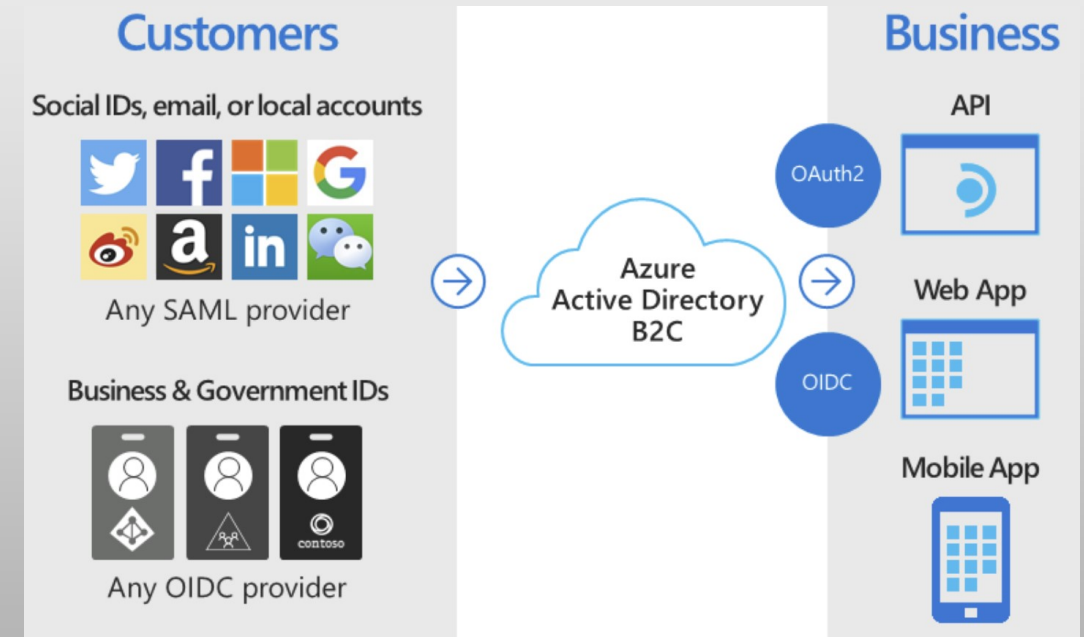 Customers
Social IDs, email, or local accounts
Any SAML provider
Business & Government IDs
contoso
Any OIDC provider
Azure
Active Directory
B2C
OAuth2
OIDC
Business
API
Web App
Mobile App